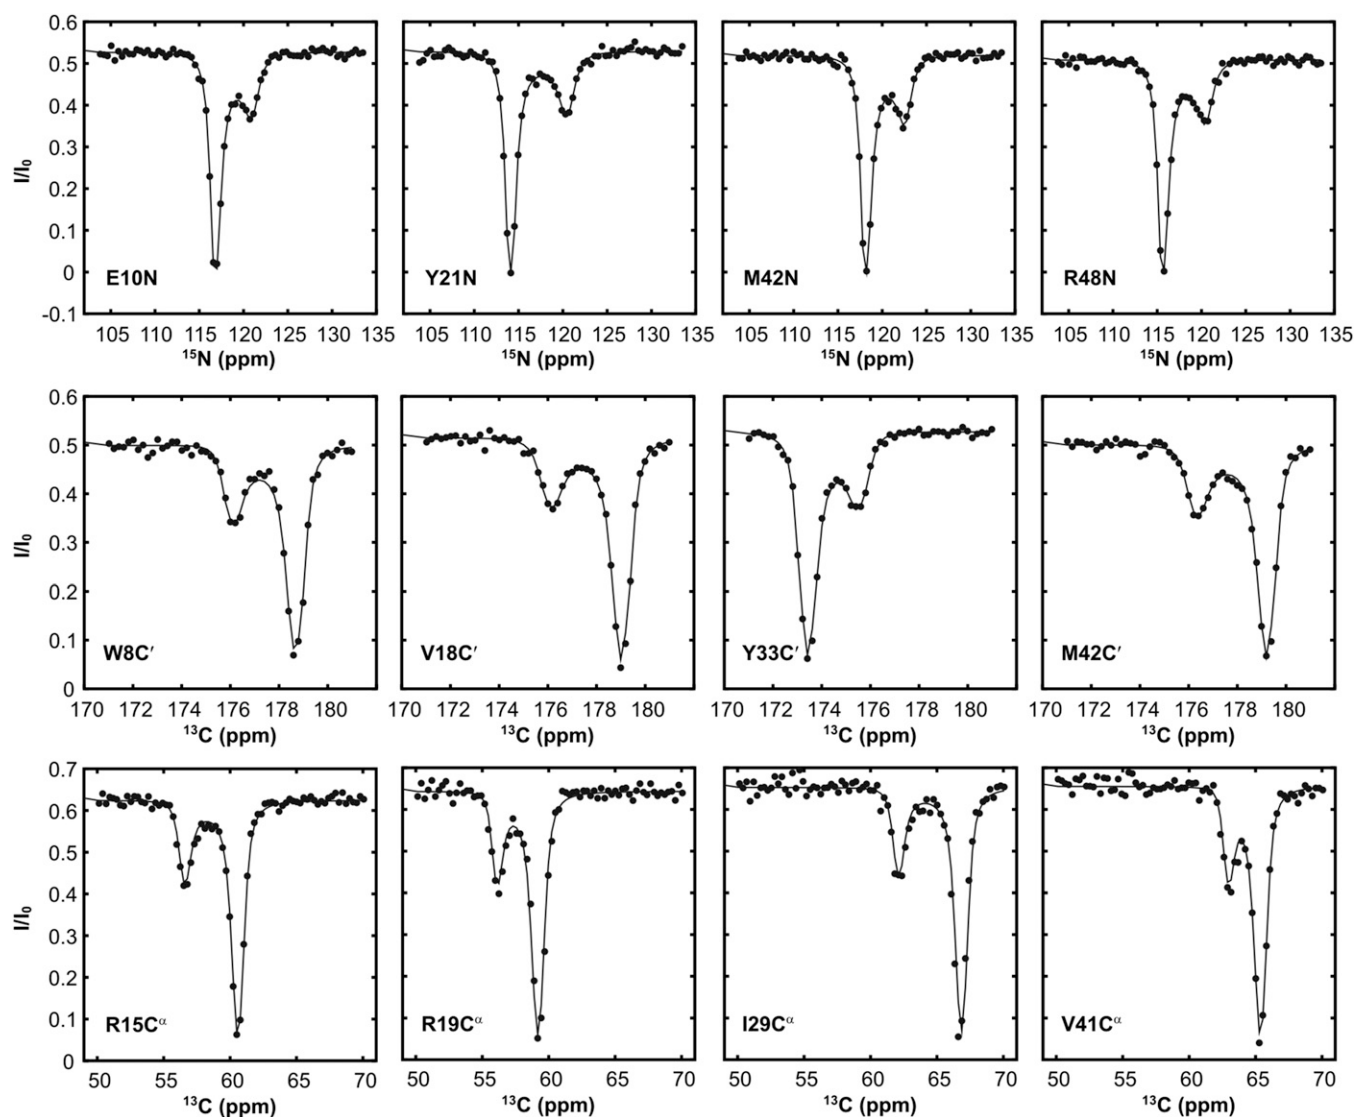 0.6
0.5
0.4
0.3
0.2
0.1
0
-0.1
I/I₀
E10N
Y21N
M42N
R48N
105 110 115 120 125 130 135
105 110 115 120 125 130 135
105 110 115 120 125 130 135
105 110 115 120 125 130 135
¹⁵N (ppm)
¹⁵N (ppm)
¹⁵N (ppm)
¹⁵N (ppm)
0.6
0.5
0.4
0.3
0.2
0.1
0
I/I₀
W8C′
V18C′
Y33C′
M42C′
170 172 174 176 178 180
170 172 174 176 178 180
170 172 174 176 178 180
170 172 174 176 178 180
¹³C (ppm)
¹³C (ppm)
¹³C (ppm)
¹³C (ppm)
0.7
0.6
0.5
0.4
0.3
0.2
0.1
0
I/I₀
R15Cᵅ
R19Cᵅ
I29Cᵅ
V41Cᵅ
50 55 60 65 70
50 55 60 65 70
50 55 60 65 70
50 55 60 65 70
¹³C (ppm)
¹³C (ppm)
¹³C (ppm)
¹³C (ppm)